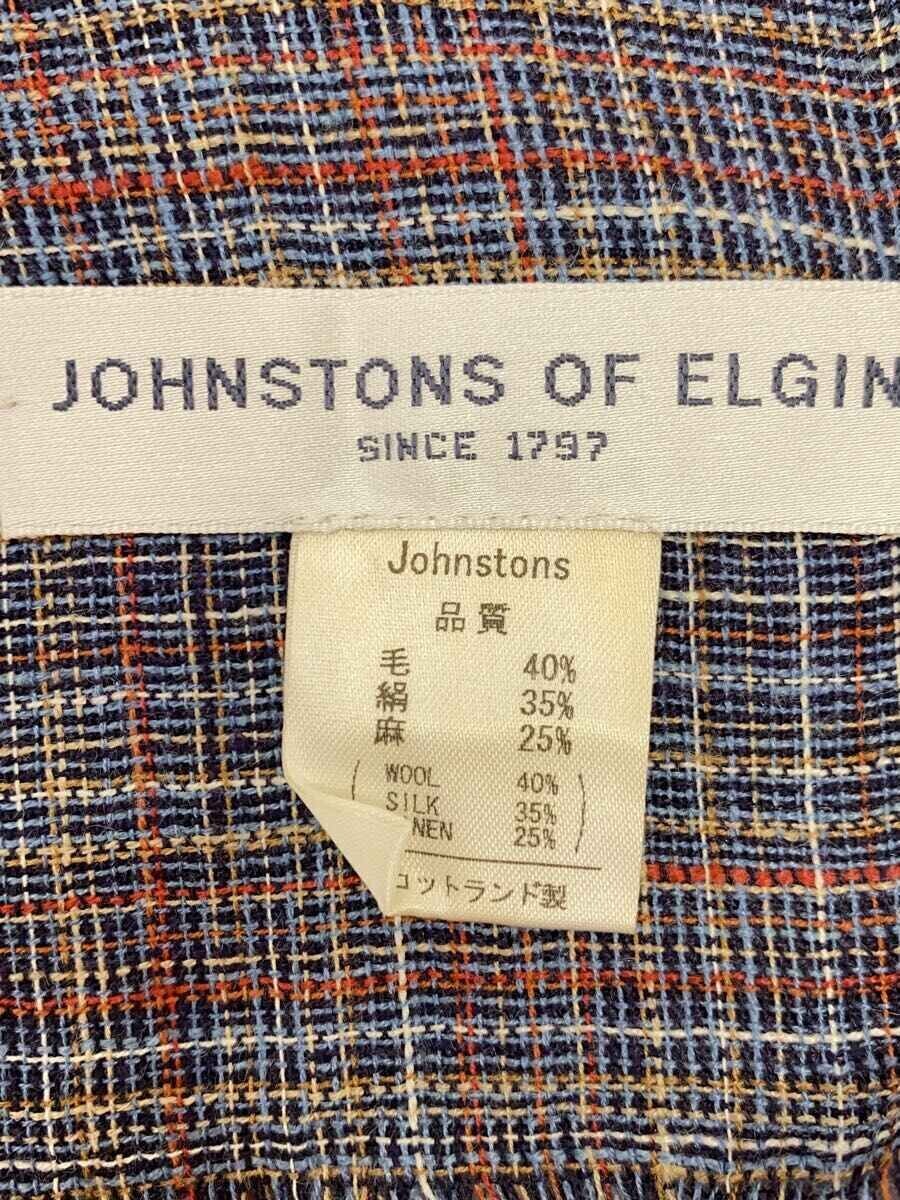 JOHNSTONS OF ELGIN
SINCE 1797
Johnstons
品質
毛 40%
絹 35%
麻 25%
( WOOL 40%
SILK 35%
NEN 25% )
コットランド製